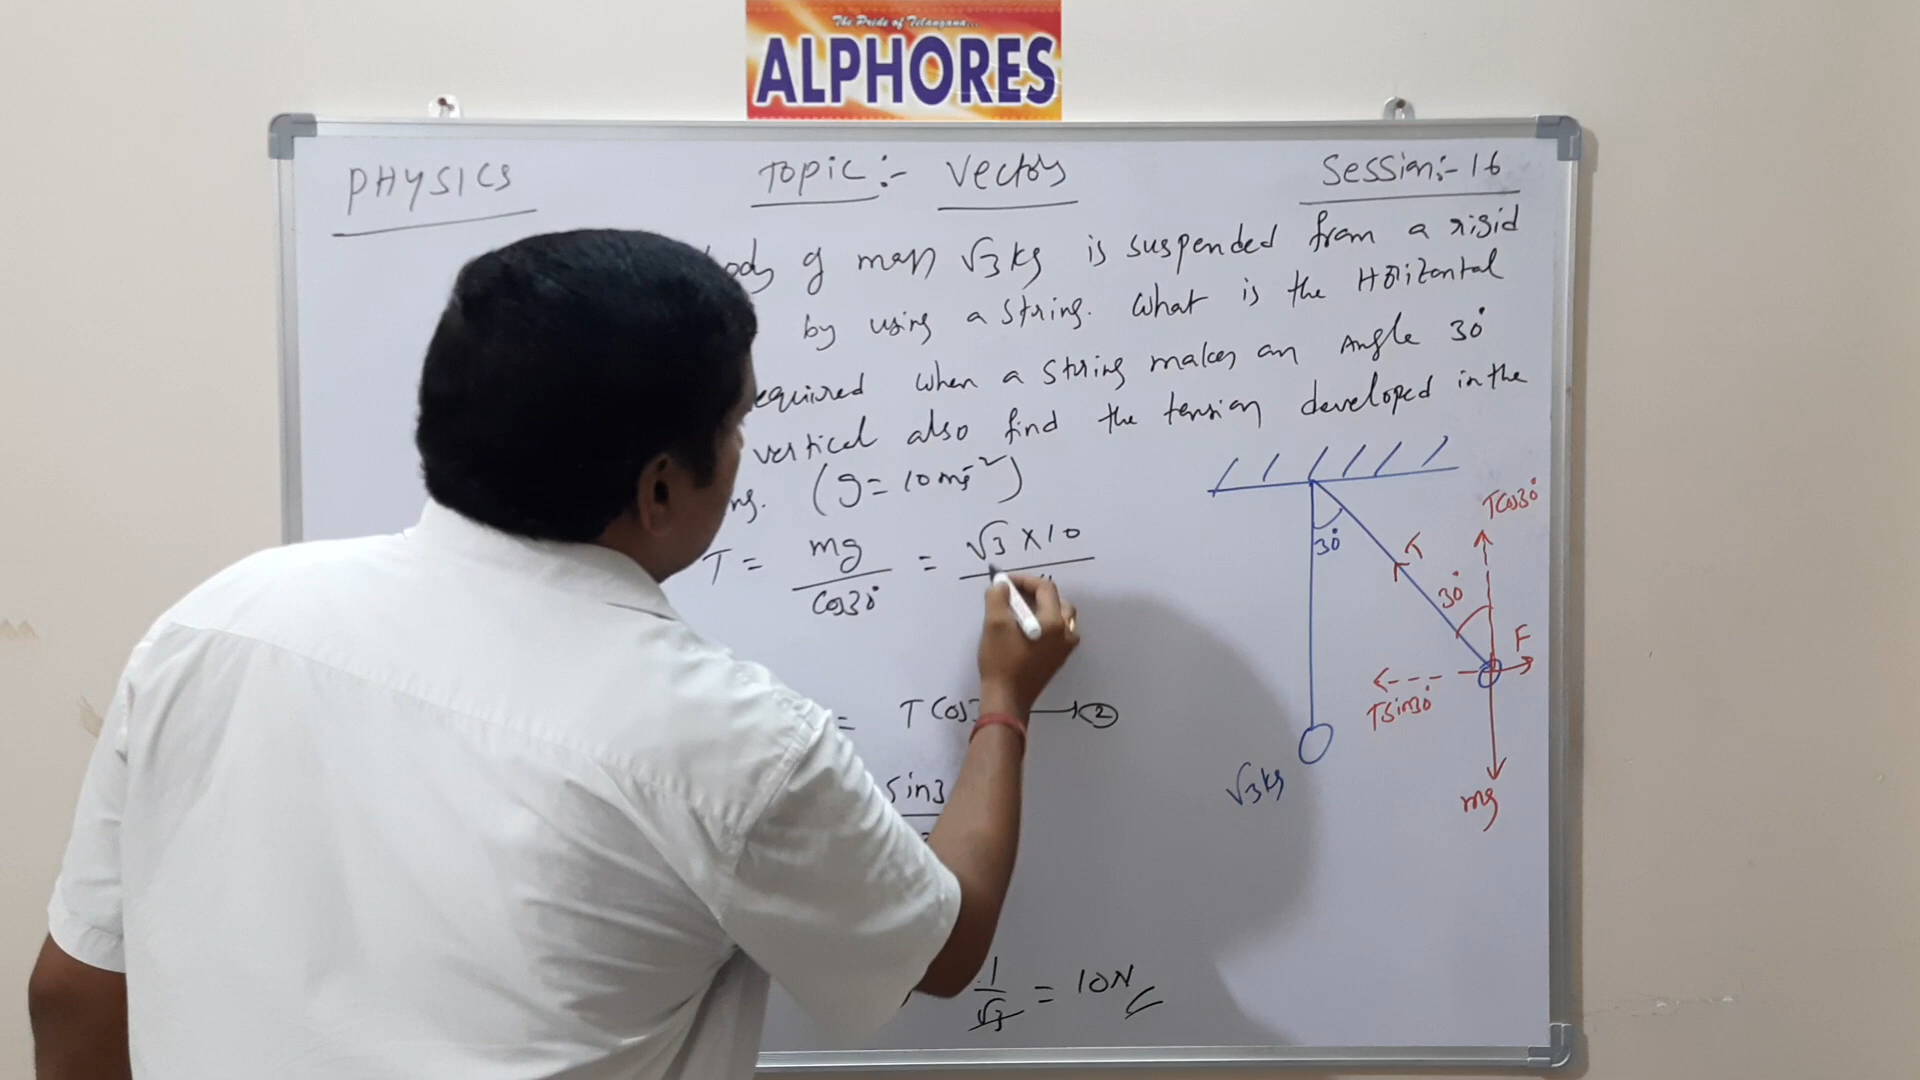 The Pride of Telangana...
ALPHORES
PHYSICS
Topic:- Vectors
Session:- 16
body of mass √3 kg is suspended from a rigid
by using a string. What is the Horizontal
required when a string makes an Angle 30°
vertical also find the tension developed in the
(g = 10 ms⁻²)
T = mg / Cos30° = √3 × 10
= T Cos3 → ②
Sin3
1 / √3 = 10N
30°
T
30°
TCos30°
F
TSin30°
mg
√3 kg